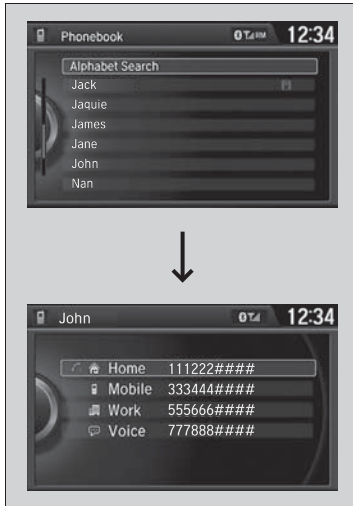 Phonebook 12:34
Alphabet Search
Jack
Jaquie
James
Jane
John
Nan
John 12:34
Home 111222####
Mobile 333444####
Work 555666####
Voice 777888####